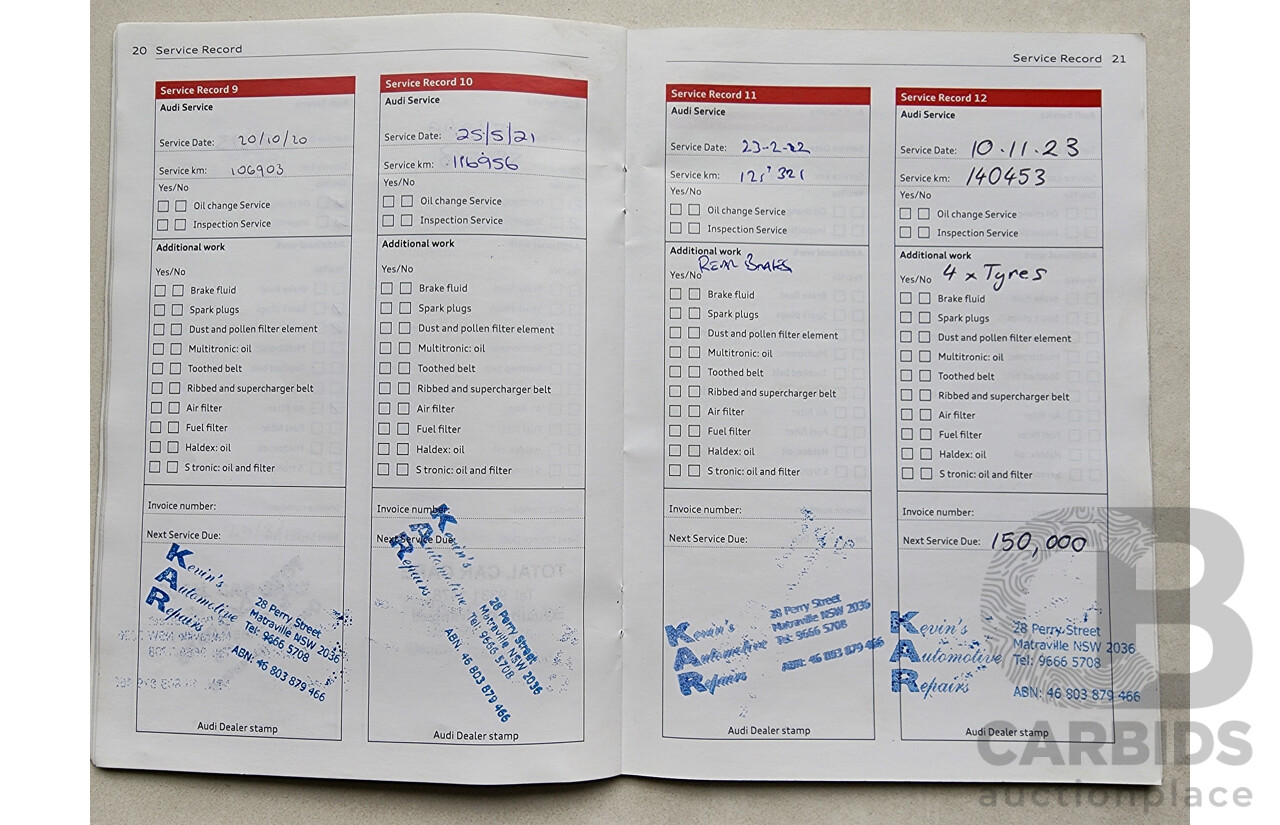 20 Service Record
Service Record 9
Audi Service
Service Date: 20/10/20
Service km: 106903
Yes/No
Oil change Service
Inspection Service
Additional work
Yes/No
Brake fluid
Spark plugs
Dust and pollen filter element
Multitronic: oil
Toothed belt
Ribbed and supercharger belt
Air filter
Fuel filter
Haldex: oil
S tronic: oil and filter
Invoice number:
Next Service Due:
Kevin's
Automotive
Repairs
28 Perry Street
Matraville NSW 2036
Tel: 9666 5708
ABN: 46 803 879 466
Audi Dealer stamp
Service Record 10
Audi Service
Service Date: 25/5/21
Service km: 116956
Yes/No
Oil change Service
Inspection Service
Additional work
Yes/No
Brake fluid
Spark plugs
Dust and pollen filter element
Multitronic: oil
Toothed belt
Ribbed and supercharger belt
Air filter
Fuel filter
Haldex: oil
S tronic: oil and filter
Invoice number:
Next Service Due:
Kevin's
Automotive
Repairs
28 Perry Street
Matraville NSW 2036
Tel: 9666 5708
ABN: 46 803 879 466
Audi Dealer stamp
Service Record 21
Service Record 11
Audi Service
Service Date: 23-2-22
Service km: 121'321
Yes/No
Oil change Service
Inspection Service
Additional work
REAR BRAKES
Yes/No
Brake fluid
Spark plugs
Dust and pollen filter element
Multitronic: oil
Toothed belt
Ribbed and supercharger belt
Air filter
Fuel filter
Haldex: oil
S tronic: oil and filter
Invoice number:
Next Service Due:
Kevin's
Automotive
Repairs
28 Perry Street
Matraville NSW 2036
Tel: 9666 5708
ABN: 46 803 879 466
Audi Dealer stamp
Service Record 12
Audi Service
Service Date: 10.11.23
Service km: 140453
Yes/No
Oil change Service
Inspection Service
Additional work
Yes/No 4 x Tyres
Brake fluid
Spark plugs
Dust and pollen filter element
Multitronic: oil
Toothed belt
Ribbed and supercharger belt
Air filter
Fuel filter
Haldex: oil
S tronic: oil and filter
Invoice number:
Next Service Due: 150,000
Kevin's
Automotive
Repairs
28 Perry Street
Matraville NSW 2036
Tel: 9666 5708
ABN: 46 803 879 466
Audi Dealer stamp
CARBIDS
auctionplace